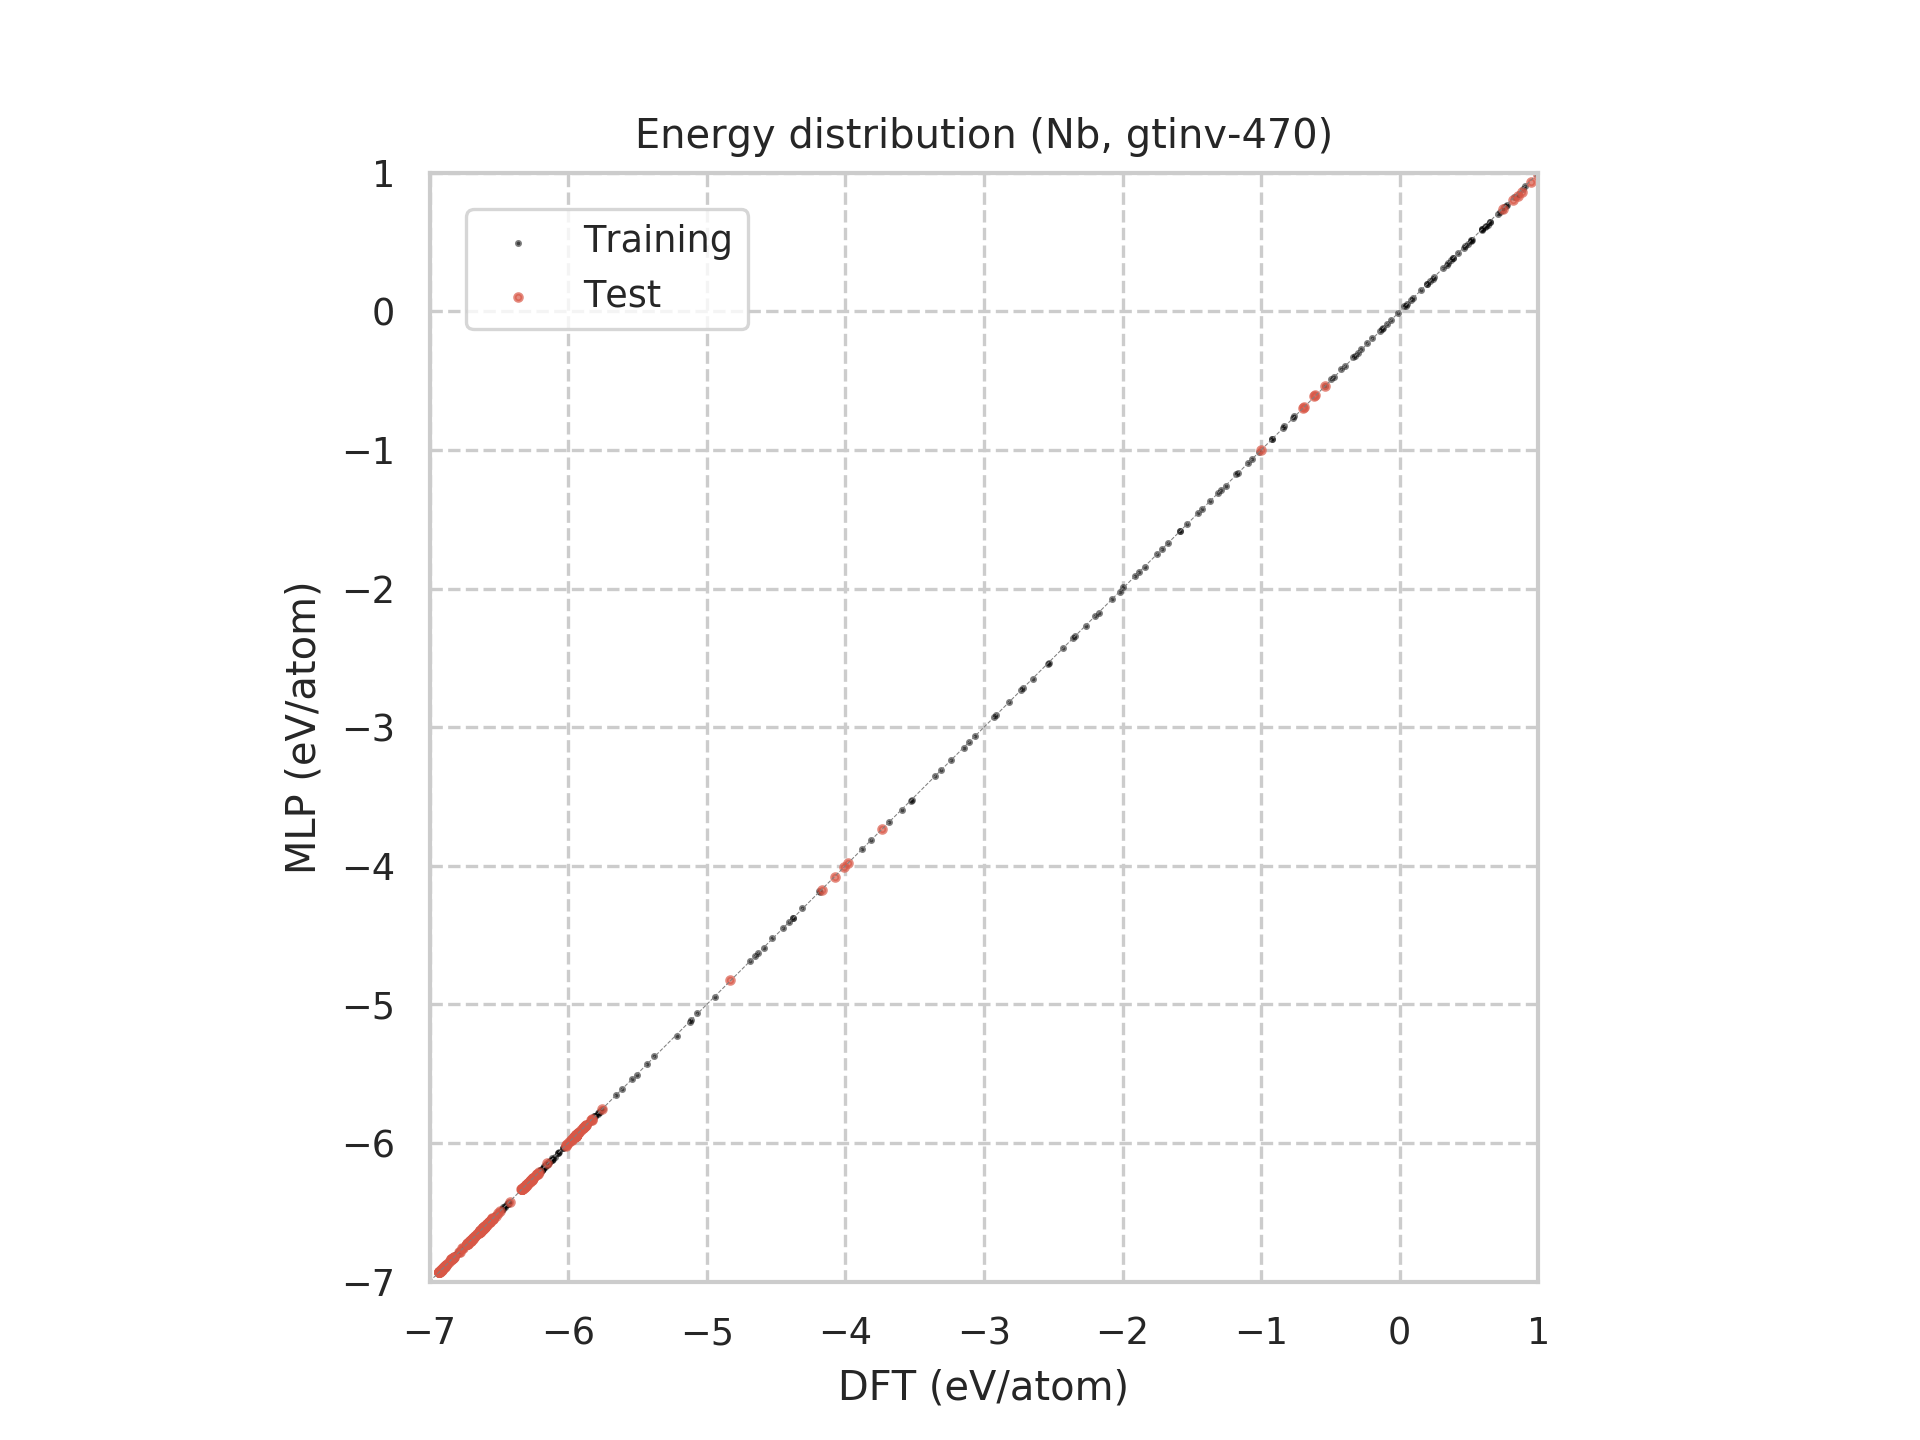 Energy distribution (Nb, gtinv-470)
Training
Test
1
0
−1
−2
−3
−4
−5
−6
−7
MLP (eV/atom)
−7 −6 −5 −4 −3 −2 −1 0 1
DFT (eV/atom)